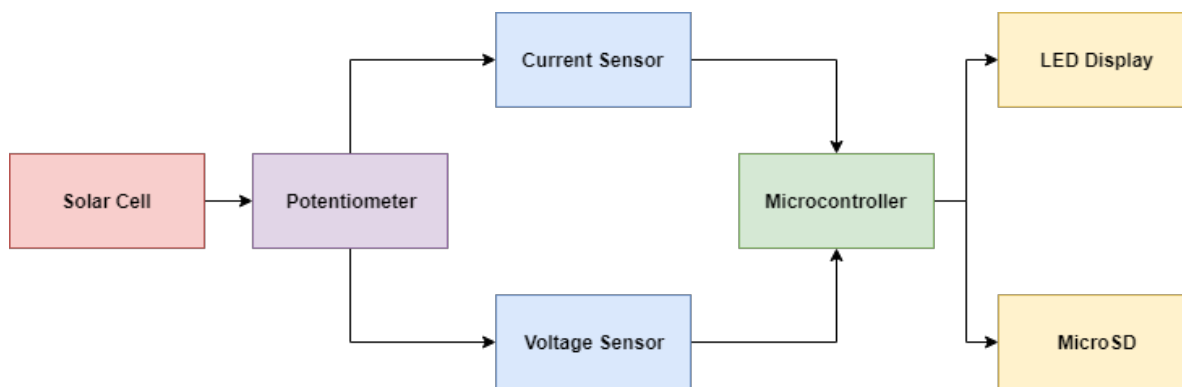 Current Sensor
LED Display
Solar Cell
Potentiometer
Microcontroller
Voltage Sensor
MicroSD